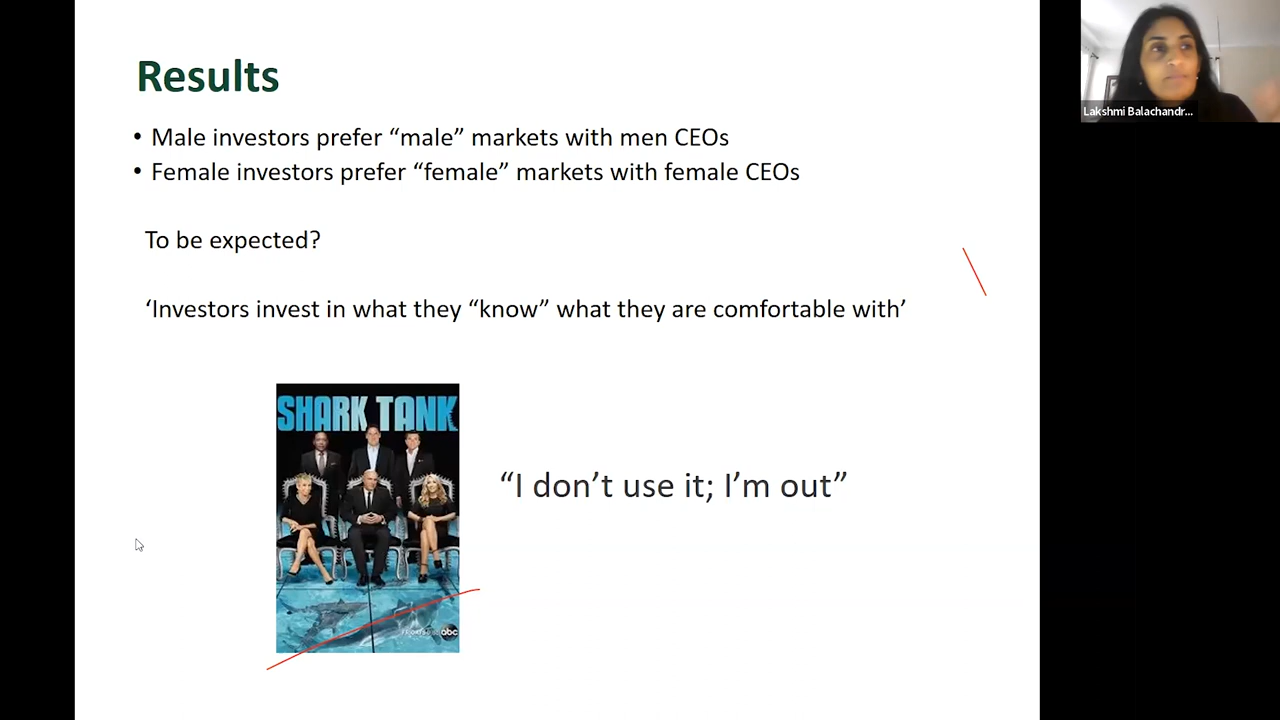 Results
• Male investors prefer “male” markets with men CEOs
• Female investors prefer “female” markets with female CEOs
To be expected?
‘Investors invest in what they “know” what they are comfortable with’
SHARK TANK
“I don’t use it; I’m out”
abc
Lakshmi Balachandr...